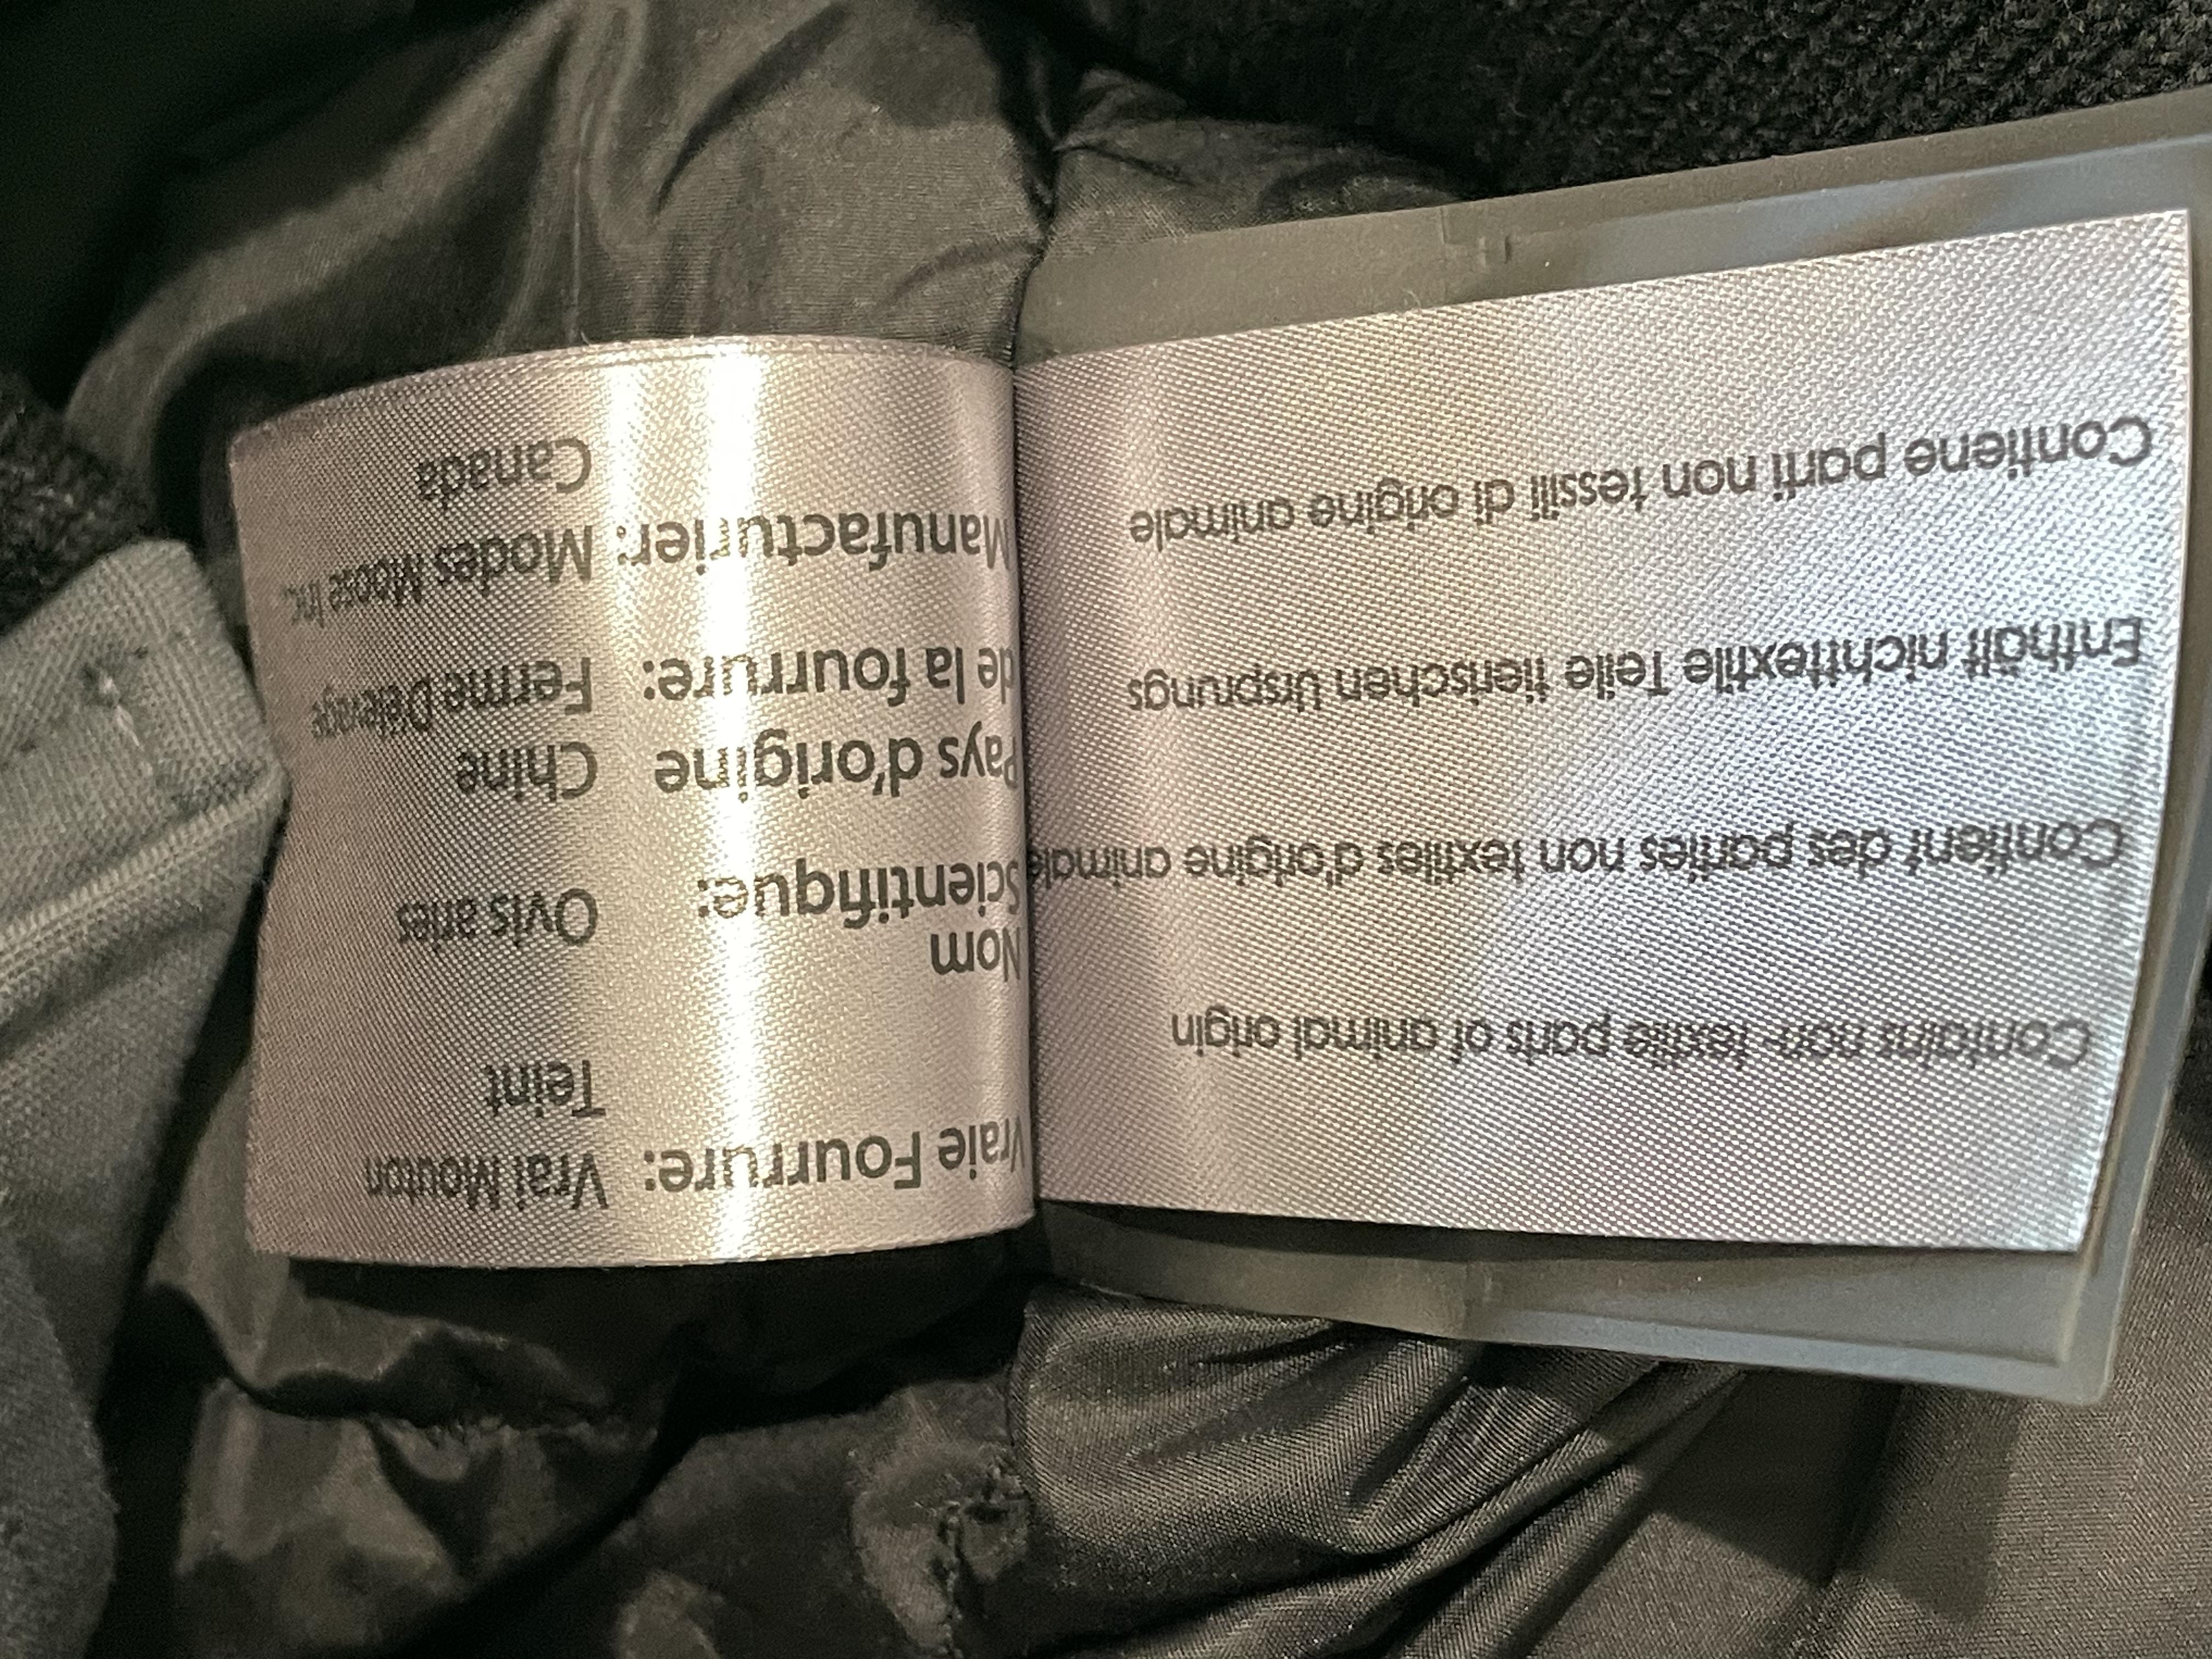 Contains non- textile parts of animal origin
Contient des parties non textiles d'origine animale
Enthält nichttextile Teile tierischen Ursprungs
Contiene parti non tessili di origine animale
Vraie Fourrure: Vrai Mouton
Teint
Nom
Scientifique: Ovis aries
Pays d'origine Chine
de la fourrure: Ferme D'élevage
Manufacturier: Modes Moose Inc.
Canada